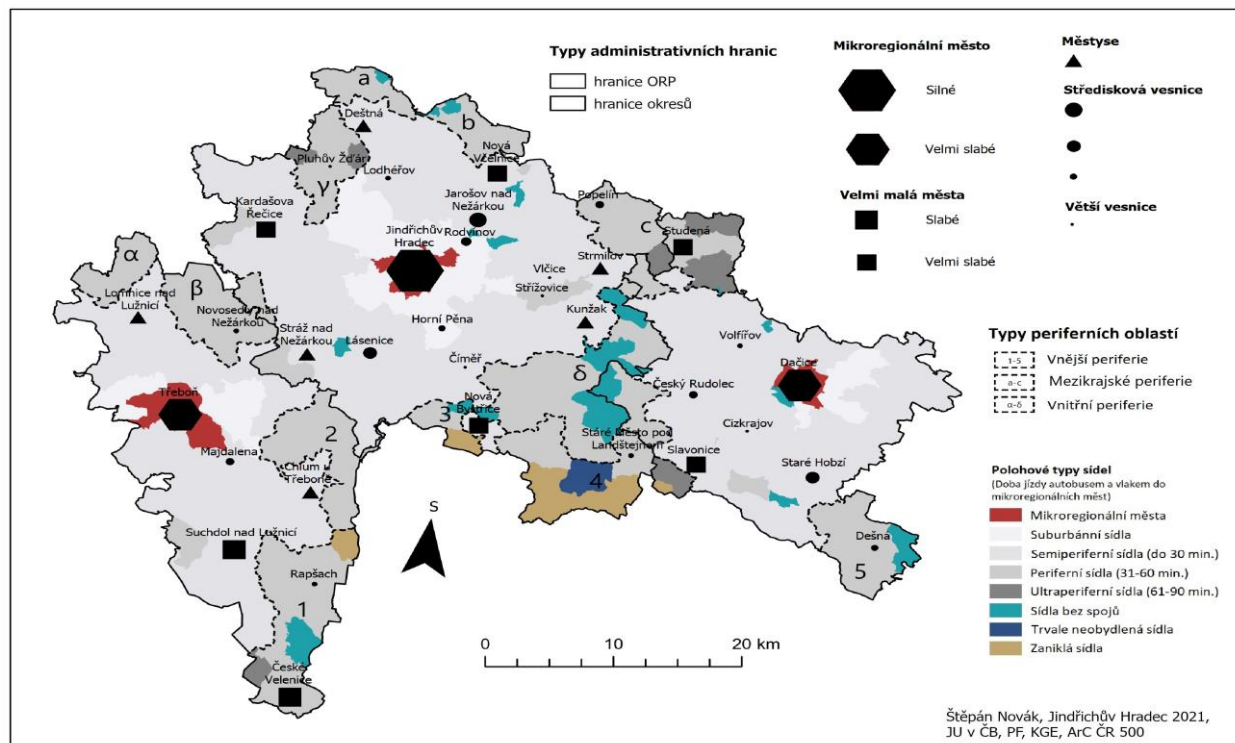 Typy administrativních hranic
hranice ORP
hranice okresů
Mikroregionální město
Silné
Velmi slabé
Velmi malá města
Slabé
Velmi slabé
Městyse
Středisková vesnice
Větší vesnice
a
Deštná
b
Pluhův Žďár
Lodhéřov
γ
Nová
Včelnice
Kardašova
Řečice
Jarošov nad
Nežárkou
Rodvínov
Popelín
c
Studená
Jindřichův
Hradec
Strmilov
Vlčice
Střížovice
α
Lomnice nad
Lužnicí
β
Novosedly nad
Nežárkou
Stráž nad
Nežárkou
Horní Pěna
Kunžak
Lásenice
Volfířov
Číměř
δ
Dačice
Český Rudolec
Třeboň
3
Nová
Bystřice
Cizkrajov
2
Staré Město pod
Landštejnem
Slavonice
Majdalena
Chlum u
Třeboně
4
Staré Hobzí
S
Suchdol nad Lužnicí
Dešná
5
Rapšach
1
České
Velenice
0 10 20 km
Typy periferních oblastí
1-5 Vnější periferie
a-c Mezikrajské periferie
α-δ Vnitřní periferie
Polohové typy sídel
(Doba jízdy autobusem a vlakem do
mikroregionálních měst)
Mikroregionální města
Suburbánní sídla
Semiperiferní sídla (do 30 min.)
Periferní sídla (31-60 min.)
Ultraperiferní sídla (61-90 min.)
Sídla bez spojů
Trvale neobydlená sídla
Zaniklá sídla
Štěpán Novák, Jindřichův Hradec 2021,
JU v ČB, PF, KGE, ArC ČR 500